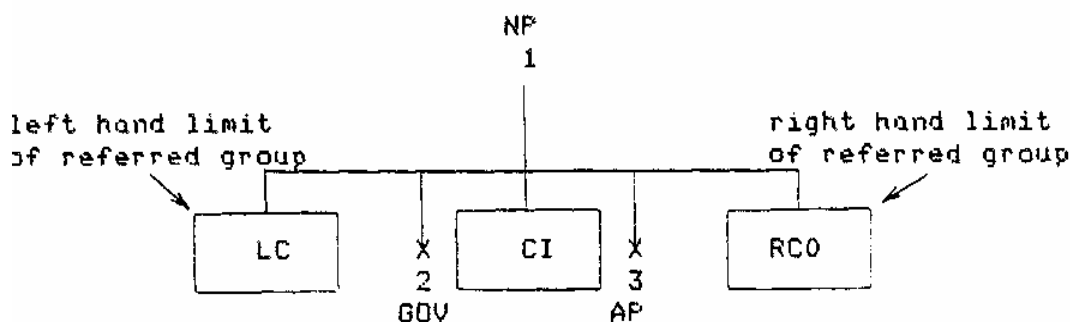 NP
1
left hand limit
of referred group
right hand limit
of referred group
LC
X
CI
X
RCO
2
3
GOV
AP